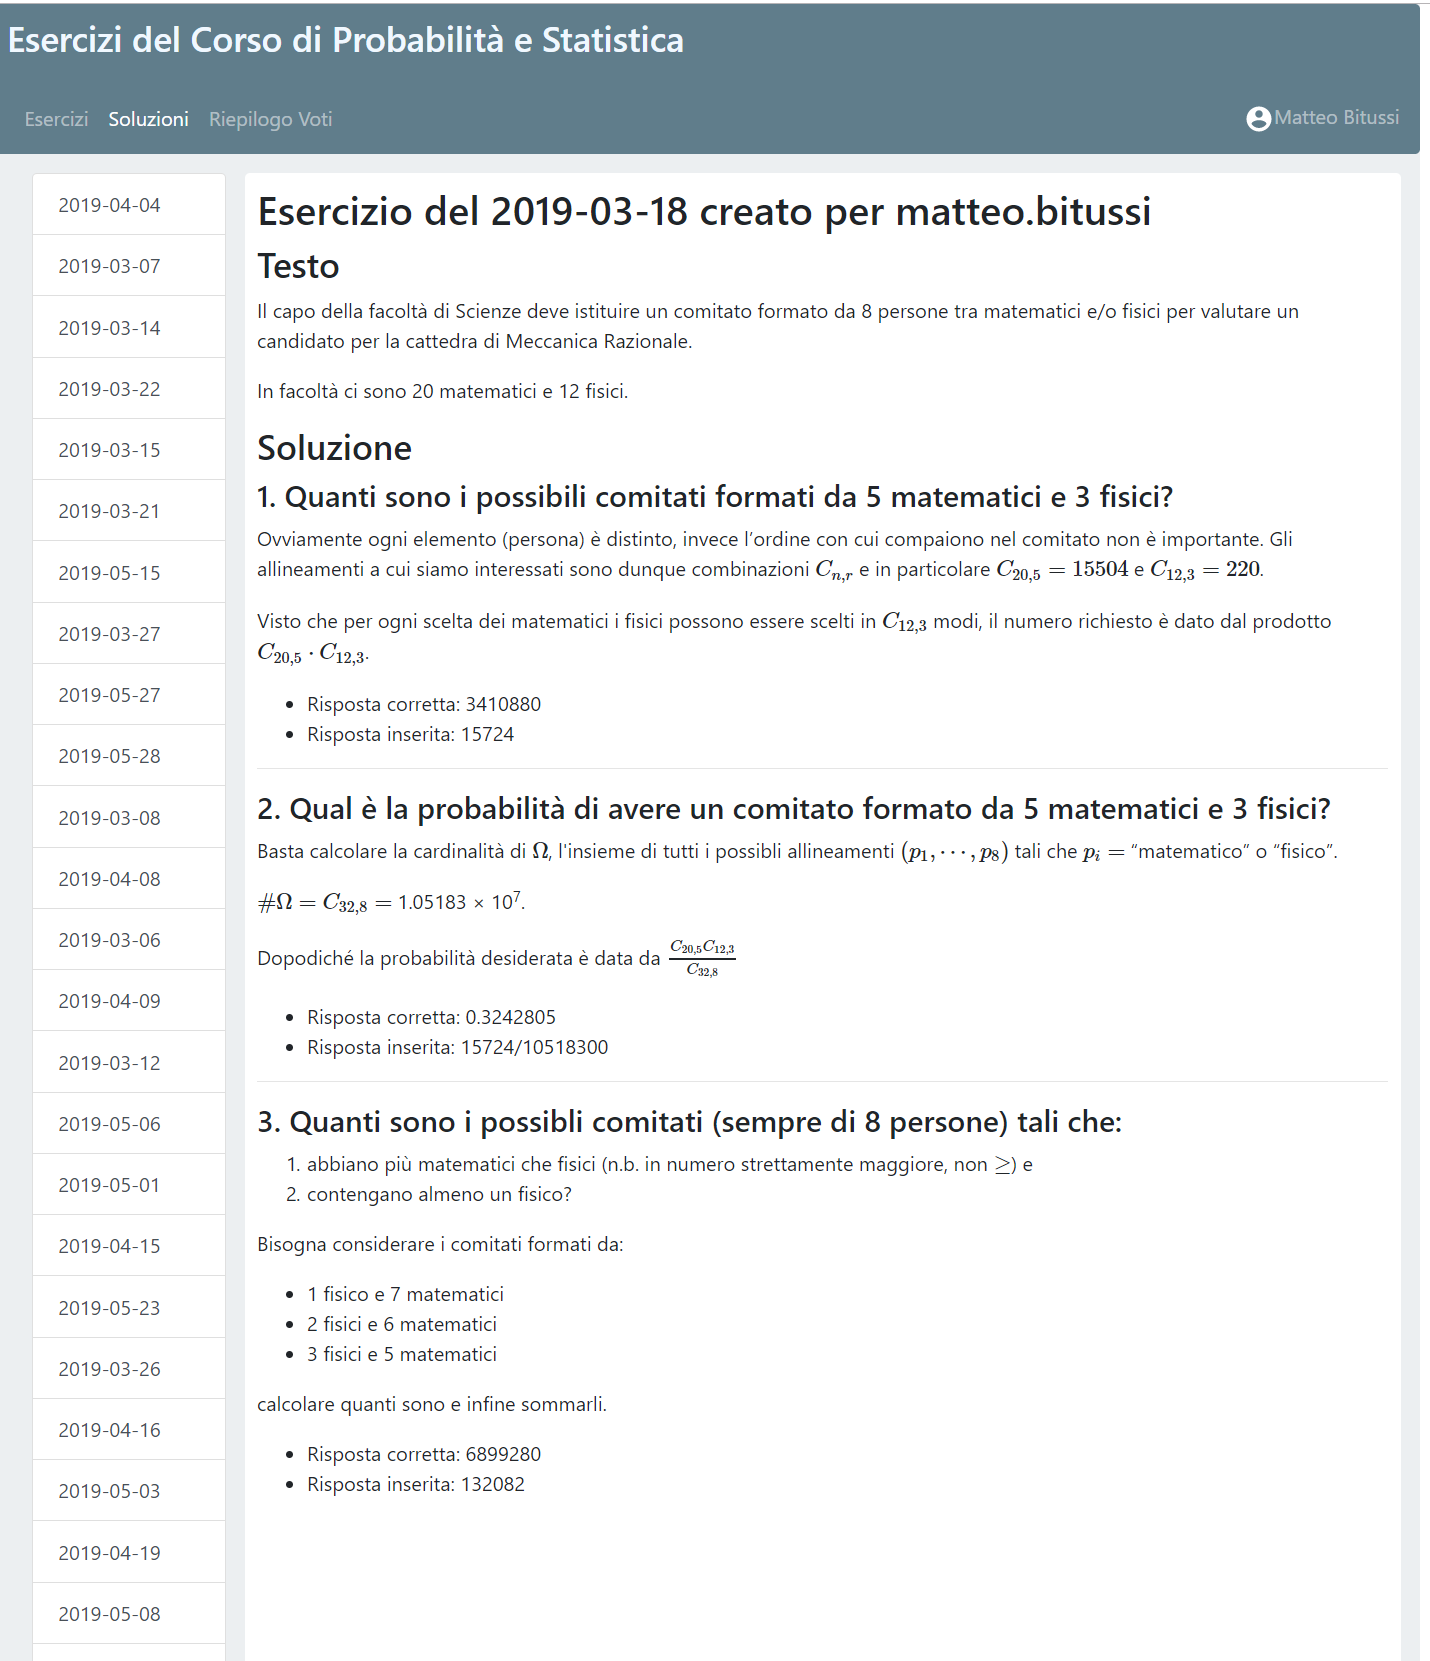 Esercizi del Corso di Probabilità e Statistica
Esercizi Soluzioni Riepilogo Voti Matteo Bitussi
2019-04-04
2019-03-07
2019-03-14
2019-03-22
2019-03-15
2019-03-21
2019-05-15
2019-03-27
2019-05-27
2019-05-28
2019-03-08
2019-04-08
2019-03-06
2019-04-09
2019-03-12
2019-05-06
2019-05-01
2019-04-15
2019-05-23
2019-03-26
2019-04-16
2019-05-03
2019-04-19
2019-05-08
Esercizio del 2019-03-18 creato per matteo.bitussi
Testo
Il capo della facoltà di Scienze deve istituire un comitato formato da 8 persone tra matematici e/o fisici per valutare un
candidato per la cattedra di Meccanica Razionale.
In facoltà ci sono 20 matematici e 12 fisici.
Soluzione
1. Quanti sono i possibili comitati formati da 5 matematici e 3 fisici?
Ovviamente ogni elemento (persona) è distinto, invece l’ordine con cui compaiono nel comitato non è importante. Gli
allineamenti a cui siamo interessati sono dunque combinazioni $C_{n,r}$ e in particolare $C_{20,5} = 15504$ e $C_{12,3} = 220$.
Visto che per ogni scelta dei matematici i fisici possono essere scelti in $C_{12,3}$ modi, il numero richiesto è dato dal prodotto
$C_{20,5} \cdot C_{12,3}$.
• Risposta corretta: 3410880
• Risposta inserita: 15724
2. Qual è la probabilità di avere un comitato formato da 5 matematici e 3 fisici?
Basta calcolare la cardinalità di Ω, l'insieme di tutti i possibli allineamenti $(p_1, \cdots, p_8)$ tali che $p_i =$ “matematico” o “fisico”.
$\#\Omega = C_{32,8} =$ 1.05183 × 10⁷.
Dopodiché la probabilità desiderata è data da $\frac{C_{20,5}C_{12,3}}{C_{32,8}}$
• Risposta corretta: 0.3242805
• Risposta inserita: 15724/10518300
3. Quanti sono i possibli comitati (sempre di 8 persone) tali che:
1. abbiano più matematici che fisici (n.b. in numero strettamente maggiore, non ≥) e
2. contengano almeno un fisico?
Bisogna considerare i comitati formati da:
• 1 fisico e 7 matematici
• 2 fisici e 6 matematici
• 3 fisici e 5 matematici
calcolare quanti sono e infine sommarli.
• Risposta corretta: 6899280
• Risposta inserita: 132082